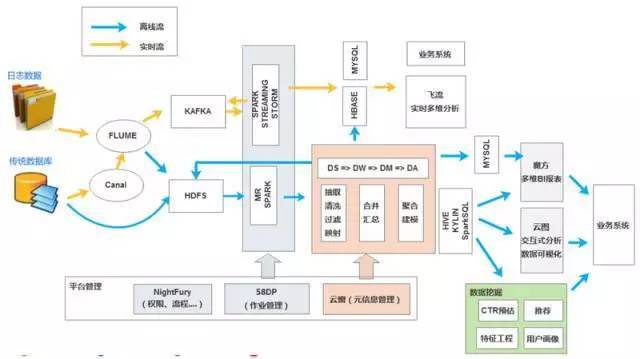 离线流
实时流
日志数据
传统数据库
FLUME
Canal
KAFKA
HDFS
SPARK
STREAMING
STORM
MR
SPARK
MYSQL
HBASE
业务系统
飞流
实时多维分析
DS => DW => DM => DA
抽取
清洗
过滤
映射
合并
汇总
聚合
建模
MYSQL
HIVE
KYLIN
SparkSQL
魔方
多维BI报表
云图
交互式分析
数据可视化
业务系统
数据挖掘
CTR预估
推荐
特征工程
用户画像
平台管理
NightFury
（权限、流程....）
58DP
（作业管理）
云窗（元信息管理）